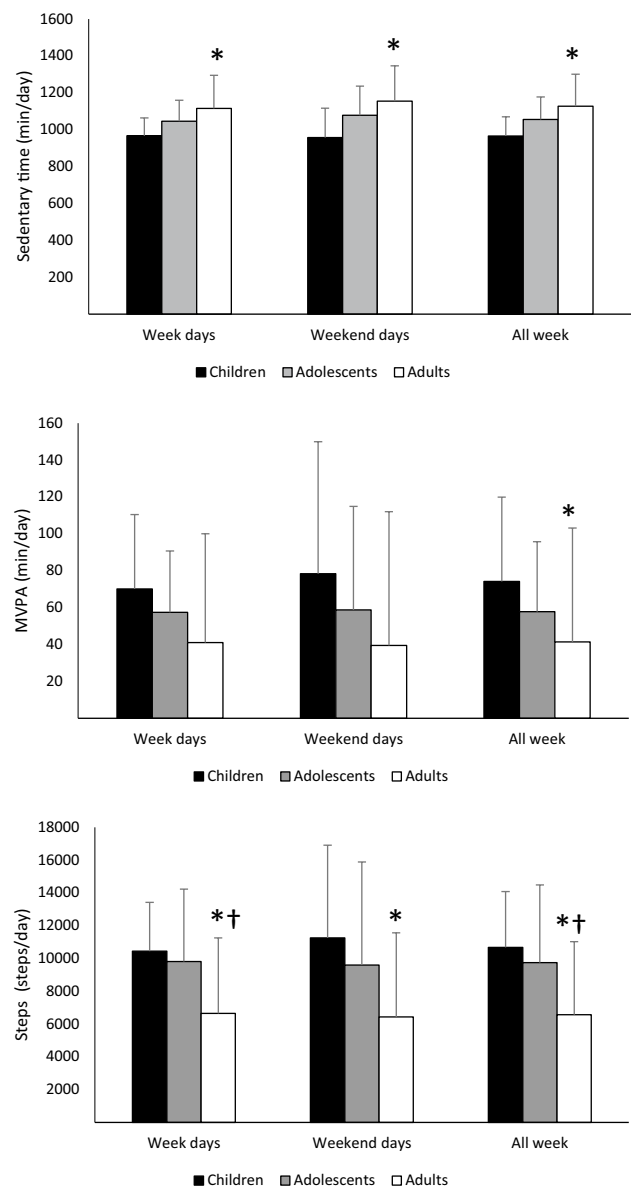 1600
1400
1200
1000
800
600
400
200
Sedentary time (min/day)
*
*
*
Week days
Weekend days
All week
Children
Adolescents
Adults
160
140
120
100
80
60
40
20
MVPA (min/day)
*
Week days
Weekend days
All week
Children
Adolescents
Adults
18000
16000
14000
12000
10000
8000
6000
4000
2000
Steps (steps/day)
*†
*
*†
Week days
Weekend days
All week
Children
Adolescents
Adults